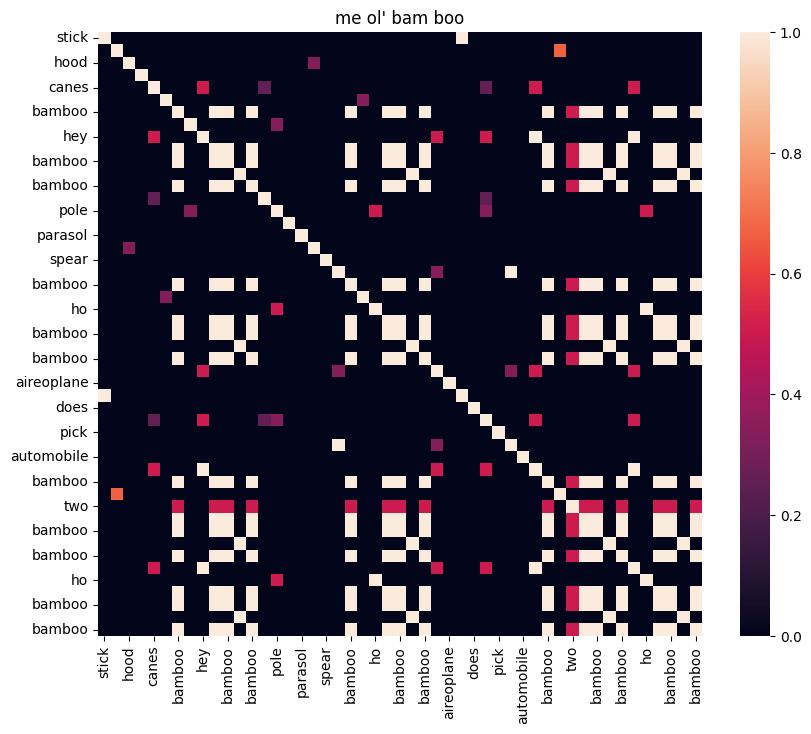 me ol' bam boo
stick
hood
canes
bamboo
hey
bamboo
bamboo
pole
parasol
spear
bamboo
ho
bamboo
bamboo
aireoplane
does
pick
automobile
bamboo
two
bamboo
bamboo
ho
bamboo
bamboo
1.0
0.8
0.6
0.4
0.2
0.0
stick
hood
canes
bamboo
hey
bamboo
bamboo
pole
parasol
spear
bamboo
ho
bamboo
bamboo
aireoplane
does
pick
automobile
bamboo
two
bamboo
bamboo
ho
bamboo
bamboo